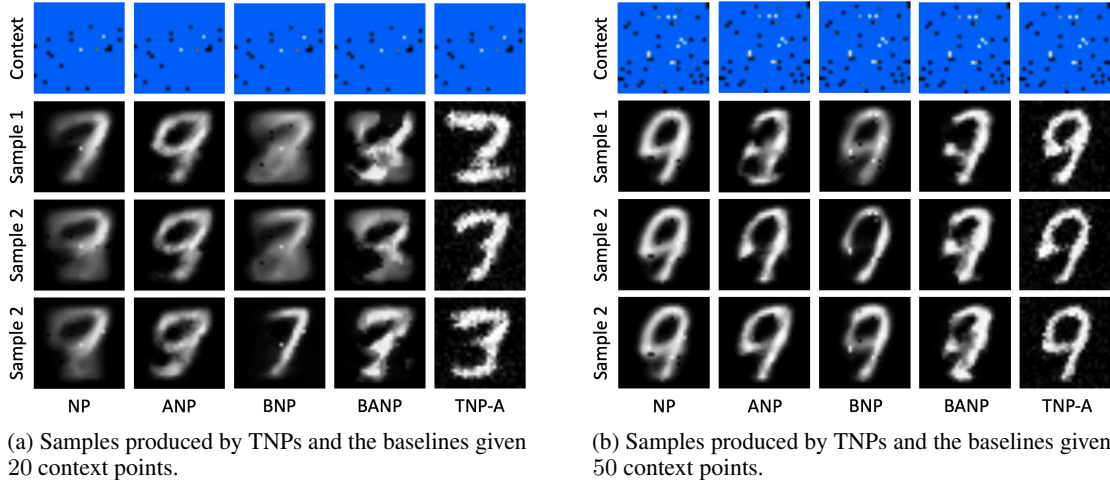 Context
Sample 1
Sample 2
Sample 2
NP ANP BNP BANP TNP-A
(a) Samples produced by TNPs and the baselines given
20 context points.
Context
Sample 1
Sample 2
Sample 2
NP ANP BNP BANP TNP-A
(b) Samples produced by TNPs and the baselines given
50 context points.